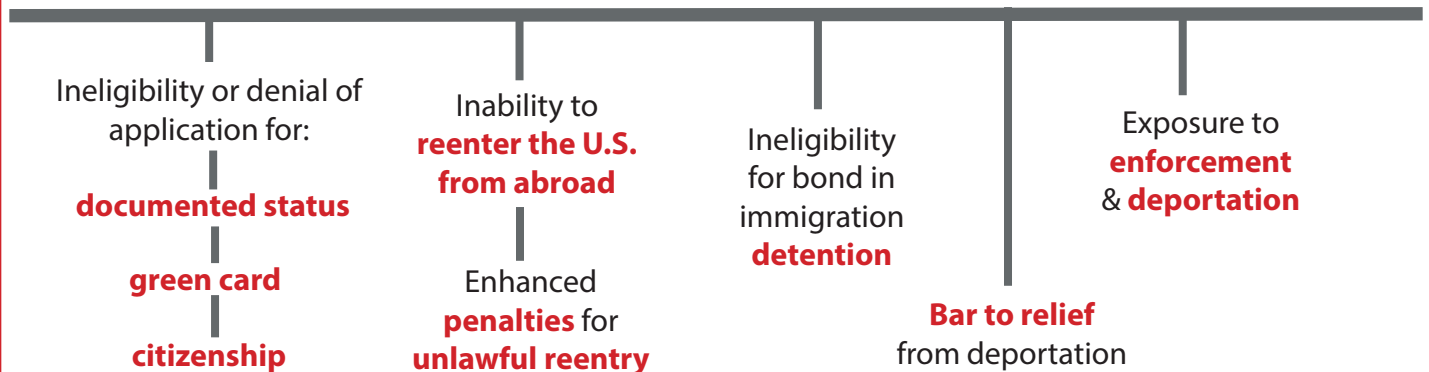 Ineligibility or denial of
application for:
documented status
green card
citizenship
Inability to
reenter the U.S.
from abroad
Enhanced
penalties for
unlawful reentry
Ineligibility
for bond in
immigration
detention
Bar to relief
from deportation
Exposure to
enforcement
& deportation